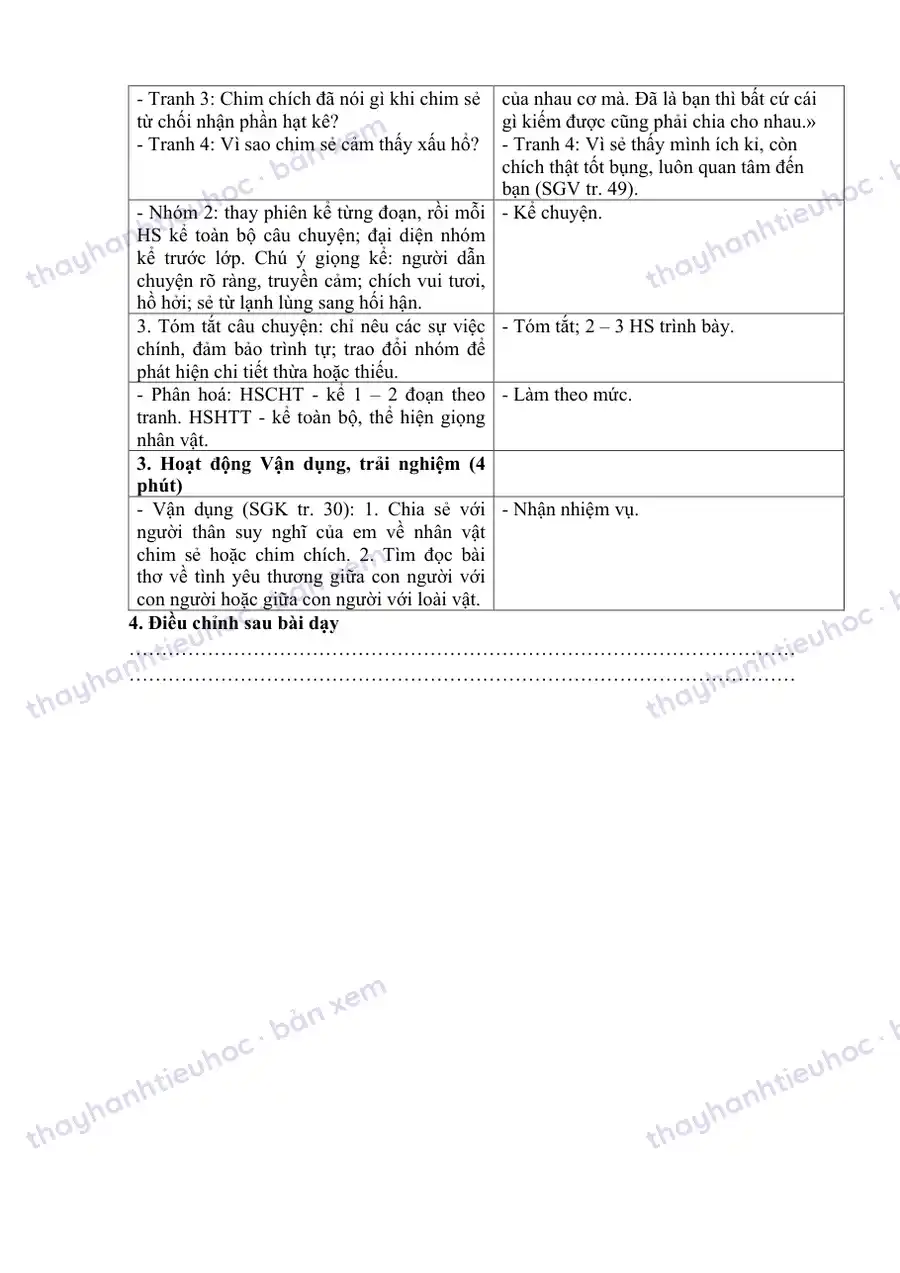 - Tranh 3: Chim chích đã nói gì khi chim sẻ
từ chối nhận phần hạt kê?
- Tranh 4: Vì sao chim sẻ cảm thấy xấu hổ?
của nhau cơ mà. Đã là bạn thì bất cứ cái
gì kiếm được cũng phải chia cho nhau.»
- Tranh 4: Vì sẻ thấy mình ích kỉ, còn
chích thật tốt bụng, luôn quan tâm đến
bạn (SGV tr. 49).
- Nhóm 2: thay phiên kể từng đoạn, rồi mỗi
HS kể toàn bộ câu chuyện; đại diện nhóm
kể trước lớp. Chú ý giọng kể: người dẫn
chuyện rõ ràng, truyền cảm; chích vui tươi,
hồ hởi; sẻ từ lạnh lùng sang hối hận.
- Kể chuyện.
3. Tóm tắt câu chuyện: chỉ nêu các sự việc
chính, đảm bảo trình tự; trao đổi nhóm để
phát hiện chi tiết thừa hoặc thiếu.
- Tóm tắt; 2 – 3 HS trình bày.
- Phân hoá: HSCHT - kể 1 – 2 đoạn theo
tranh. HSHTT - kể toàn bộ, thể hiện giọng
nhân vật.
- Làm theo mức.
3. Hoạt động Vận dụng, trải nghiệm (4
phút)
- Vận dụng (SGK tr. 30): 1. Chia sẻ với
người thân suy nghĩ của em về nhân vật
chim sẻ hoặc chim chích. 2. Tìm đọc bài
thơ về tình yêu thương giữa con người với
con người hoặc giữa con người với loài vật.
- Nhận nhiệm vụ.
4. Điều chỉnh sau bài dạy
……………………………………………………………………………………………
……………………………………………………………………………………………
thayhanhtieuhoc · bản xem
thayhanhtieuhoc · b
thayhanhtieuhoc · bản xem
thayhanhtieuhoc · b
thayhanhtieuhoc · bản xem
thayhanhtieuhoc · b